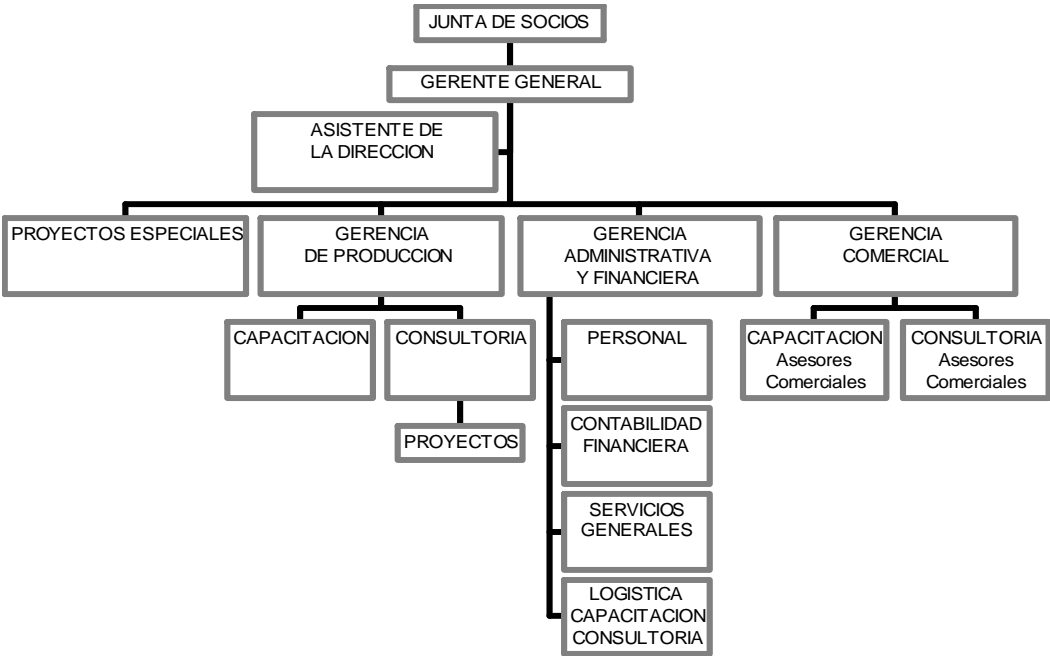 JUNTA DE SOCIOS
GERENTE GENERAL
ASISTENTE DE
LA DIRECCION
PROYECTOS ESPECIALES
GERENCIA
DE PRODUCCION
GERENCIA
ADMINISTRATIVA
Y FINANCIERA
GERENCIA
COMERCIAL
CAPACITACION
CONSULTORIA
PROYECTOS
PERSONAL
CONTABILIDAD
FINANCIERA
SERVICIOS
GENERALES
LOGISTICA
CAPACITACION
CONSULTORIA
CAPACITACION
Asesores
Comerciales
CONSULTORIA
Asesores
Comerciales